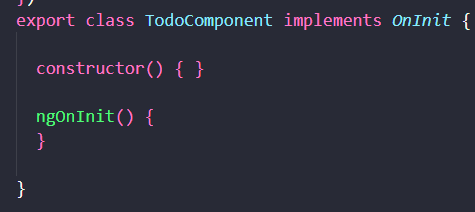 })
export class TodoComponent implements OnInit {
constructor() { }
ngOnInit() {
}
}